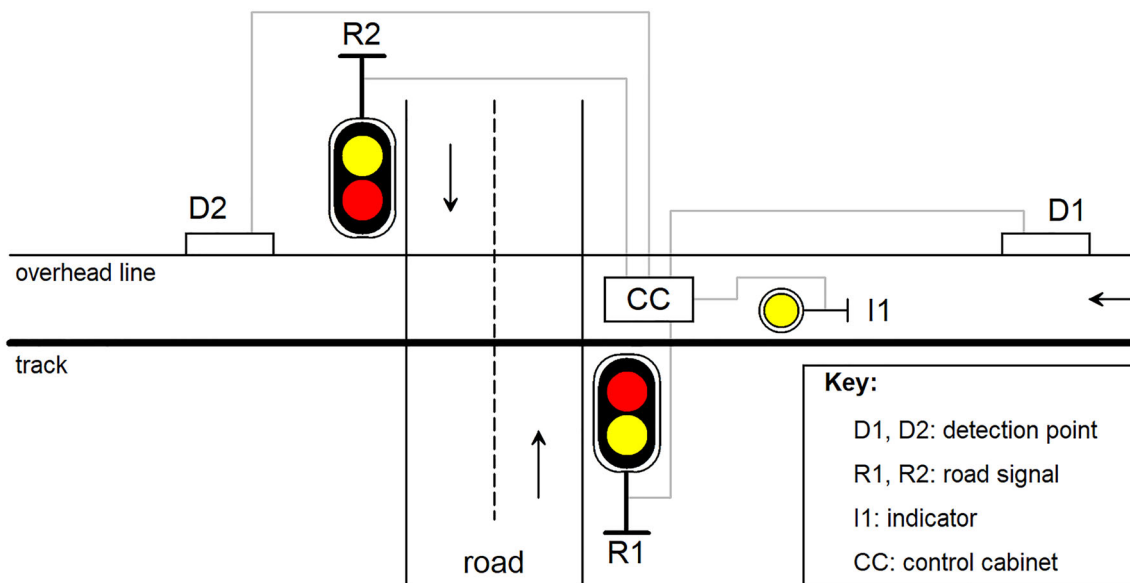 R2
D2
D1
overhead line
CC
I1
track
Key:
D1, D2: detection point
R1, R2: road signal
I1: indicator
CC: control cabinet
R1
road